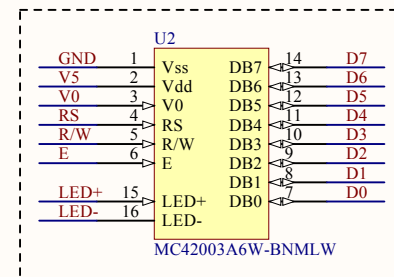 U2
GND 1 Vss DB7 14 D7
V5 2 Vdd DB6 13 D6
V0 3 V0 DB5 12 D5
RS 4 RS DB4 11 D4
R/W 5 R/W DB3 10 D3
E 6 E DB2 9 D2
DB1 8 D1
LED+ 15 LED+ DB0 7 D0
LED- 16 LED-
MC42003A6W-BNMLW